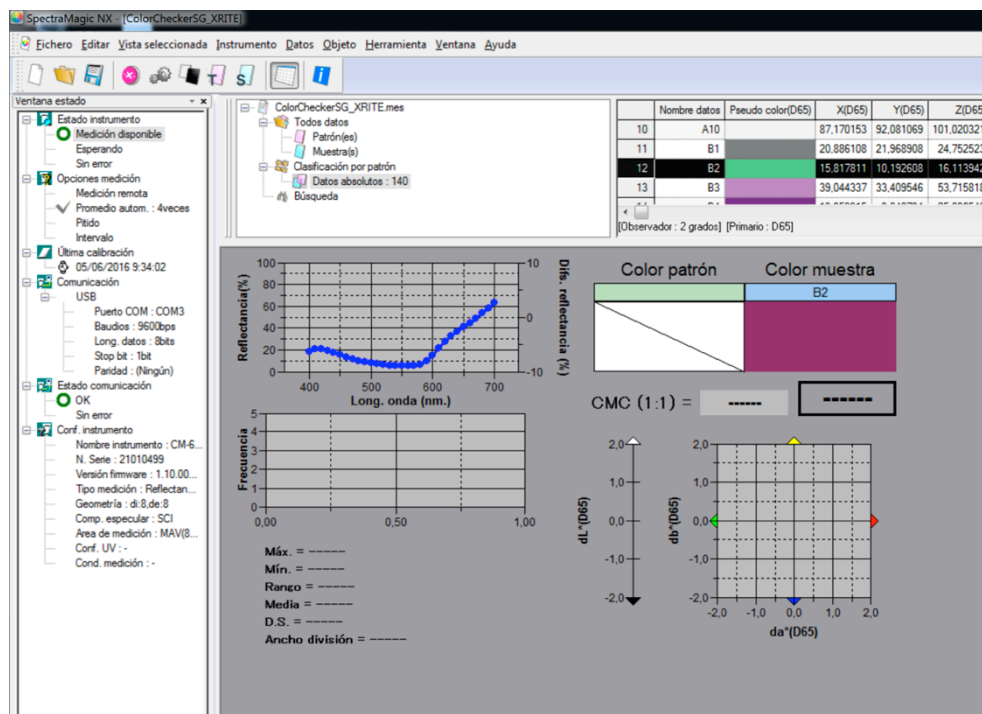 SpectraMagic NX - [ColorCheckerSG_XRITE]
Fichero Editar Vista seleccionada Instrumento Datos Objeto Herramienta Ventana Ayuda
Ventana estado
Estado instrumento
Medición disponible
Esperando
Sin error
Opciones medición
Medición remota
Promedio autom. : 4veces
Pitido
Intervalo
Última calibración
05/06/2016 9:34:02
Comunicación
USB
Puerto COM : COM3
Baudios : 9600bps
Long. datos : 8bits
Stop bit : 1bit
Paridad : (Ningún)
Estado comunicación
OK
Sin error
Conf. instrumento
Nombre instrumento : CM-6...
N. Serie : 21010499
Versión firmware : 1.10.00...
Tipo medición : Reflectan...
Geometría : di:8,de:8
Comp. especular : SCI
Area de medición : MAV(8...
Conf. UV : -
Cond. medición : -
ColorCheckerSG_XRITE.mes
Todos datos
Patrón(es)
Muestra(s)
Clasificación por patrón
Datos absolutos : 140
Búsqueda
Nombre datos Pseudo color(D65) X(D65) Y(D65) Z(D65)
10 A10 87,170153 92,081069 101,020321
11 B1 20,886108 21,968908 24,752523
12 B2 15,817811 10,192608 16,113942
13 B3 39,044337 33,409546 53,715818
[Observador : 2 grados] [Primario : D65]
Reflectancia(%)
100
80
60
40
20
0
10
0
-10
Difs. reflectancia (%)
400 500 600 700
Long. onda (nm.)
Color patrón Color muestra
B2
CMC (1:1) = ------ ------
Frecuencia
5
4
3
2
1
0
0,00 0,50 1,00
Máx. = -----
Mín. = -----
Rango = -----
Media = -----
D.S. = -----
Ancho división = -----
dL*(D65)
2,0
1,0
0,0
-1,0
-2,0
db*(D65)
2,0
1,0
0,0
-1,0
-2,0
-2,0 -1,0 0,0 1,0 2,0
da*(D65)